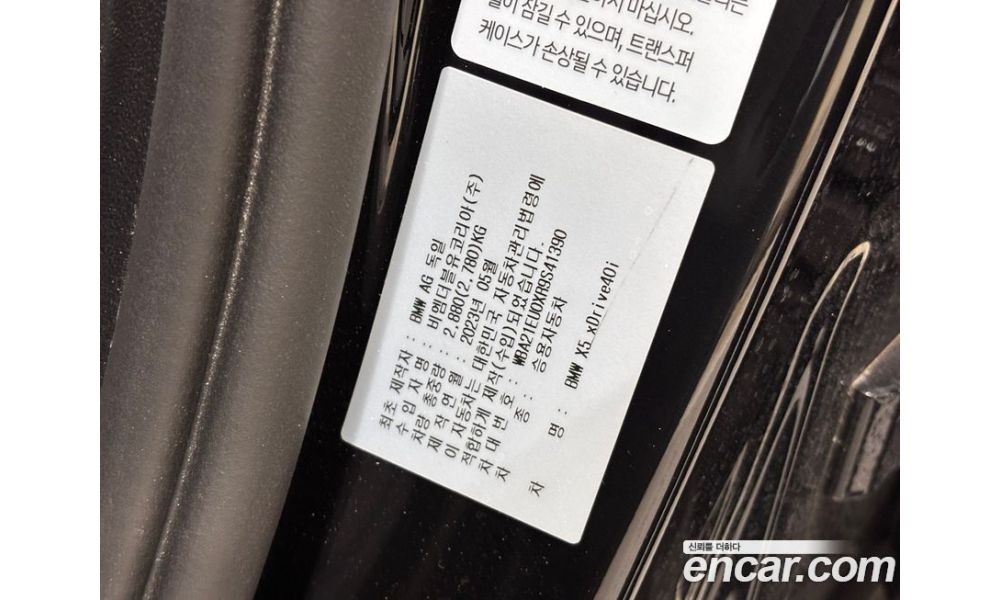 지 마십시오.
이 잠길 수 있으며, 트랜스퍼
케이스가 손상될 수 있습니다.
최초 제작자 : BMW AG 독일
수입 자명 : 비엠더블유코리아(주)
차량 총중량 : 2.880(2.780)KG
제 작 연 월 : 2023년 05월
이 자동차는 대한민국 자동차관리법령에
적합하게 제작(수입)되었습니다.
차 대 번 호 : WBA21EU0XR9S41390
차 종 : 승용자동차
차 명 : BMW X5 xDrive40i
신뢰를 더하다
encar.com